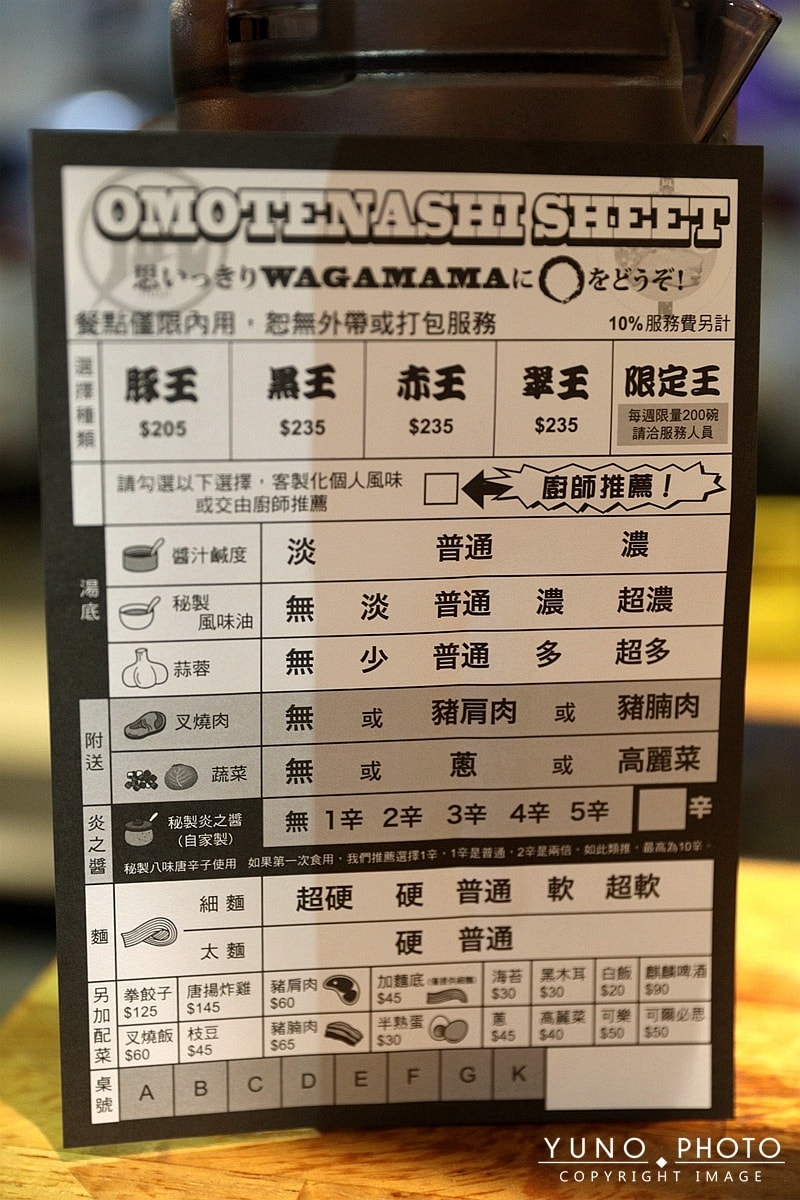 OMOTENASHI SHEET
思いっきりWAGAMAMAに〇をどうぞ!
餐點僅限內用，恕無外帶或打包服務 10%服務費另計
選擇種類 豚王 黑王 赤王 翠王 限定王
$205 $235 $235 $235 每週限量200碗
請洽服務人員
請勾選以下選擇，客製化個人風味
或交由廚師推薦
廚師推薦！
湯底
醬汁鹹度 淡 普通 濃
秘製風味油 無 淡 普通 濃 超濃
蒜蓉 無 少 普通 多 超多
附送
叉燒肉 無 或 豬肩肉 或 豬腩肉
蔬菜 無 或 蔥 或 高麗菜
炎之醬
秘製炎之醬
(自家製)
無 1辛 2辛 3辛 4辛 5辛 辛
秘製八味唐辛子使用 如果第一次食用，我們推薦選擇1辛，1辛是普通，2辛是兩倍，如此類推，最高為10辛。
麵
細麵 超硬 硬 普通 軟 超軟
太麵 硬 普通
另加配菜
拳餃子 $125 唐揚炸雞 $145 豬肩肉 $60 加麵底(僅提供細麵) $45 海苔 $30 黑木耳 $30 白飯 $20 麒麟啤酒 $90
叉燒飯 $60 枝豆 $45 豬腩肉 $65 半熟蛋 $30 蔥 $45 高麗菜 $40 可樂 $50 可爾必思 $50
桌號 A B C D E F G K
YUNO PHOTO
COPYRIGHT IMAGE